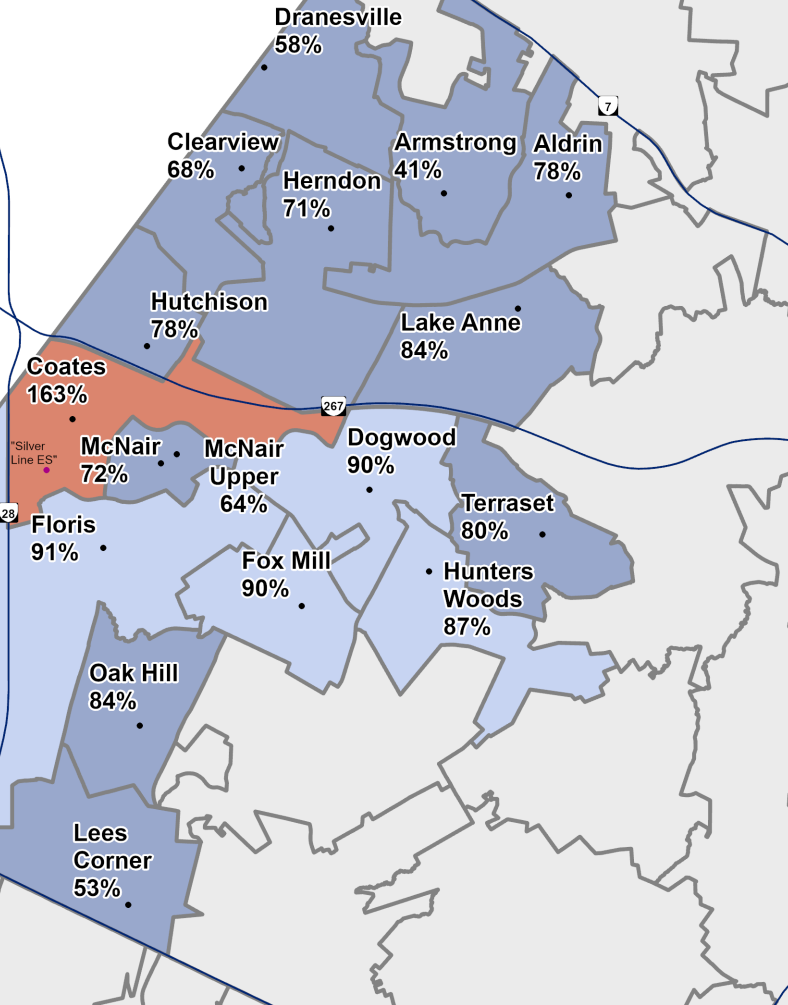 Dranesville
58%
7
Clearview
68%
Armstrong
41%
Aldrin
78%
Herndon
71%
Hutchison
78%
Lake Anne
84%
Coates
163%
267
"Silver
Line ES"
McNair
72%
McNair
Upper
64%
Dogwood
90%
28
Floris
91%
Terraset
80%
Fox Mill
90%
Hunters
Woods
87%
Oak Hill
84%
Lees
Corner
53%